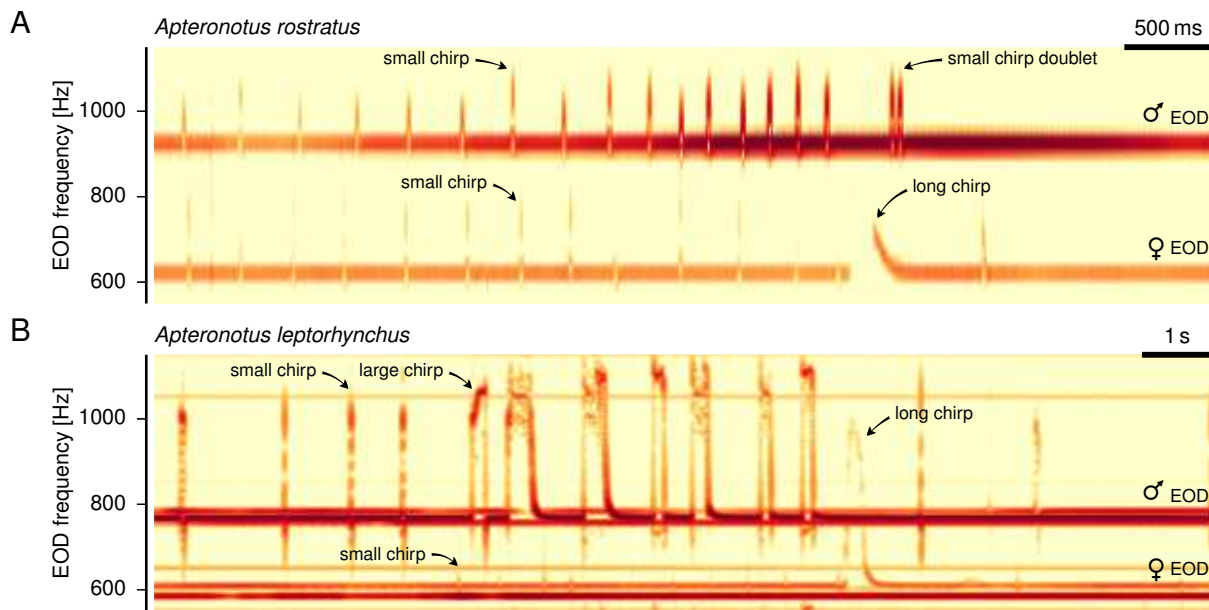 A
Apteronotus rostratus
500 ms
small chirp
small chirp doublet
1000
♂ EOD
small chirp
long chirp
800
♀ EOD
600
EOD frequency [Hz]
B
Apteronotus leptorhynchus
1 s
small chirp
large chirp
1000
long chirp
800
♂ EOD
small chirp
♀ EOD
600
EOD frequency [Hz]